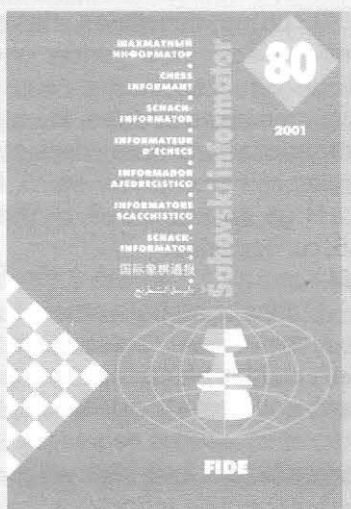 ШАХМАТНЫЙ
ИНФОРМАТОР
CHESS
INFORMANT
SCHACH-
INFORMATOR
INFORMATEUR
D'ECHECS
INFORMADOR
AJEDRECISTICO
INFORMATORE
SCACCHISTICO
SCHACK-
INFORMATOR
国际象棋通报
Šahovski Informator
80
2001
FIDE